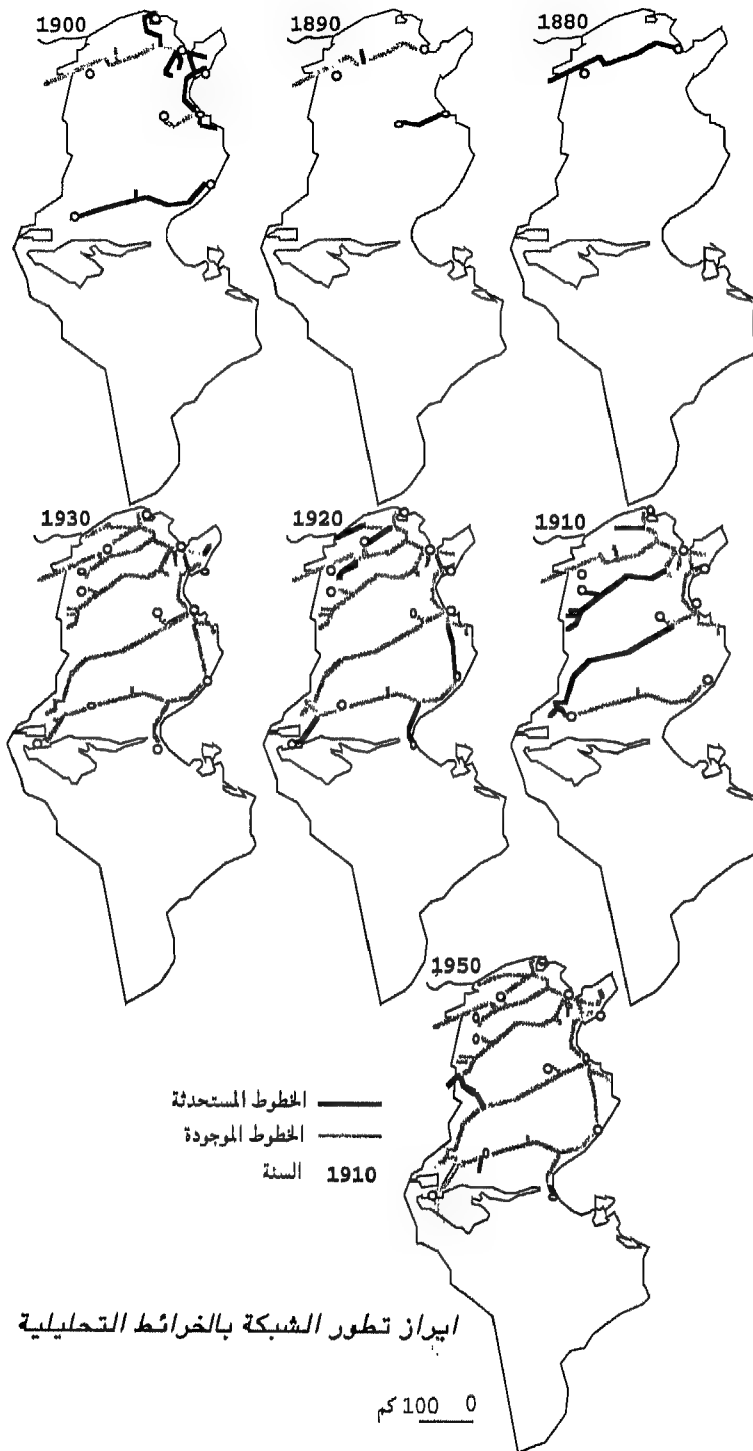 1880
1890
1900
1910
1920
1930
1950
الخطوط المستحدثة
الخطوط الموجودة
1910 السنة
ابراز تطور الشبكة بالخرائط التحليلية
0 100 كم